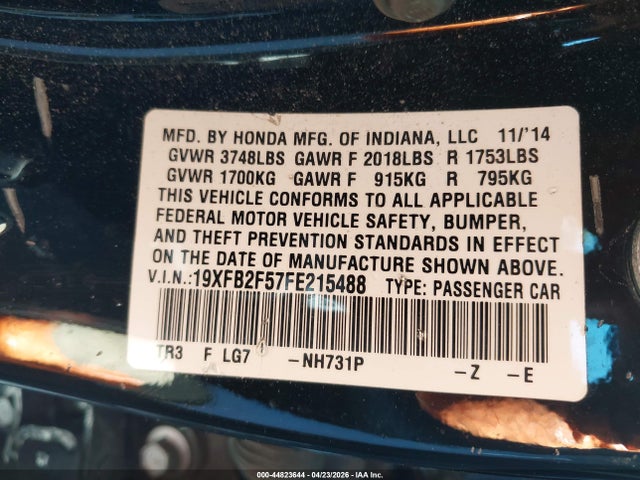 MFD. BY HONDA MFG. OF INDIANA, LLC 11/'14
GVWR 3748LBS GAWR F 2018LBS R 1753LBS
GVWR 1700KG GAWR F 915KG R 795KG
THIS VEHICLE CONFORMS TO ALL APPLICABLE
FEDERAL MOTOR VEHICLE SAFETY, BUMPER,
AND THEFT PREVENTION STANDARDS IN EFFECT
ON THE DATE OF MANUFACTURE SHOWN ABOVE.
V.I.N.:19XFB2F57FE215488 TYPE: PASSENGER CAR
TR3 F LG7 -NH731P -Z -E
000-44823644 - 04/23/2026 - IAA Inc.